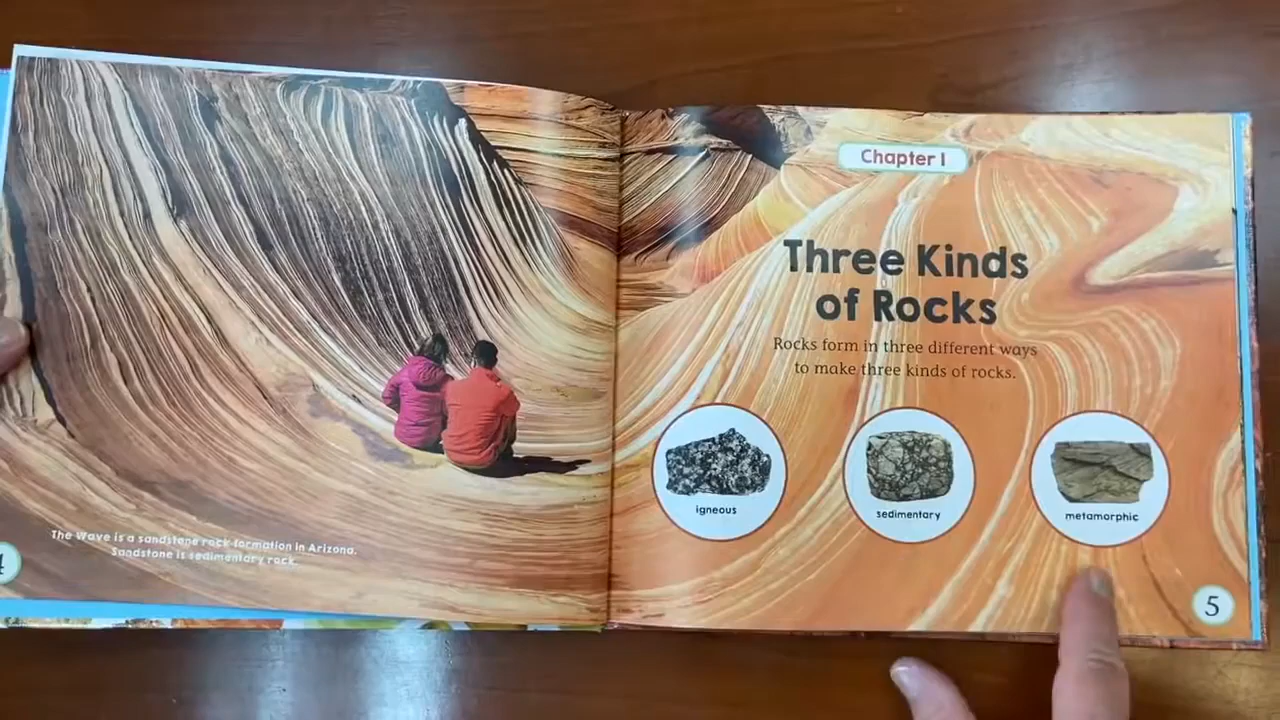 The Wave is a sandstone rock formation in Arizona.
Sandstone is sedimentary rock.
4
Chapter 1
Three Kinds
of Rocks
Rocks form in three different ways
to make three kinds of rocks.
igneous
sedimentary
metamorphic
5